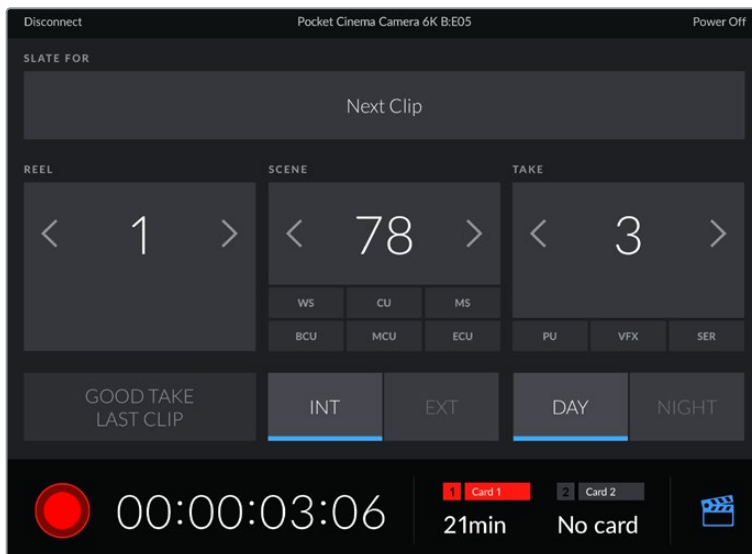 Disconnect Pocket Cinema Camera 6K B:E05 Power Off
SLATE FOR
Next Clip
REEL SCENE TAKE
< 1 > < 78 > < 3 >
WS CU MS
BCU MCU ECU PU VFX SER
GOOD TAKE
LAST CLIP
INT EXT DAY NIGHT
00:00:03:06
1 Card 1 2 Card 2
21min No card